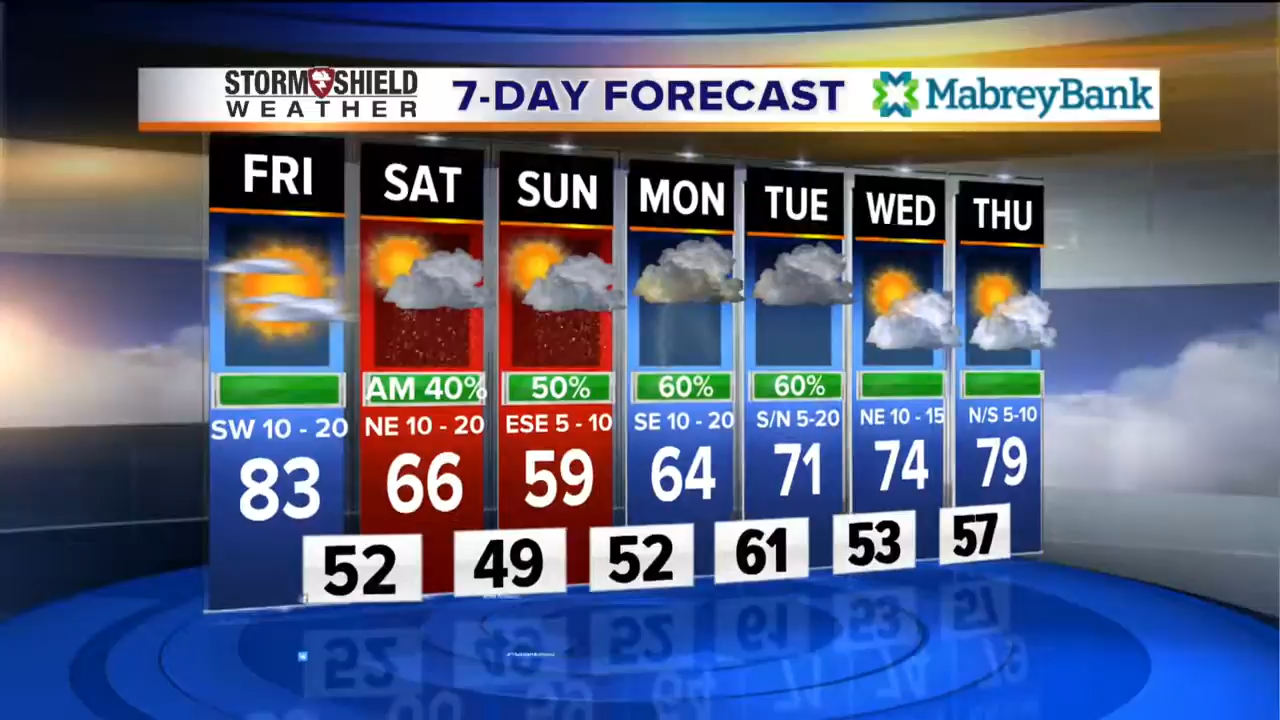 STORM SHIELD
WEATHER
7-DAY FORECAST
MabreyBank
FRI SAT SUN MON TUE WED THU
AM 40% 50% 60% 60%
SW 10 - 20 NE 10 - 20 ESE 5 - 10 SE 10 - 20 S/N 5-20 NE 10 - 15 N/S 5-10
83 66 59 64 71 74 79
52 49 52 61 53 57